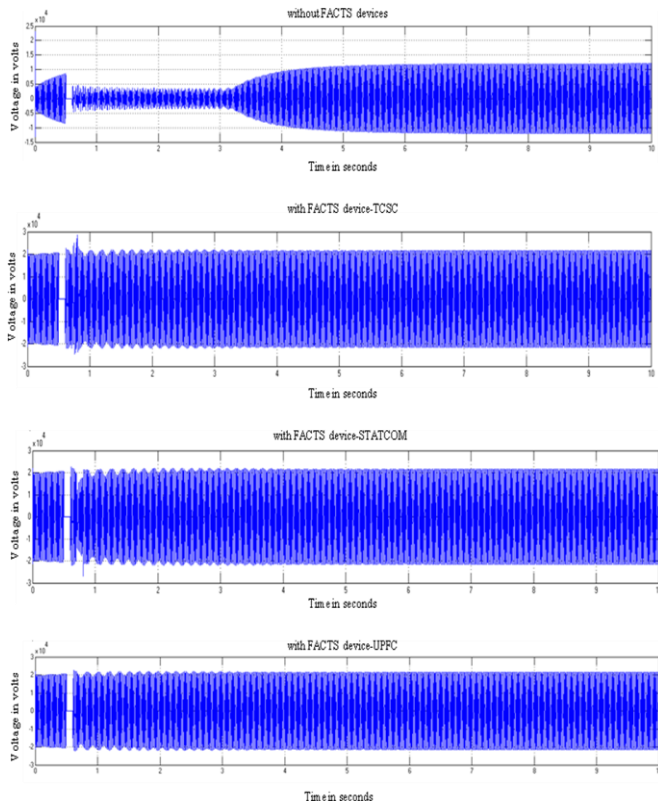 without FACTS devices
x10^4
2.5
2
1.5
1
0.5
0
-0.5
-1
-1.5
Voltage in volts
0 1 2 3 4 5 6 7 8 9 10
Time in seconds
with FACTS device-TCSC
x10^4
3
2
1
0
-1
-2
-3
Voltage in volts
0 1 2 3 4 5 6 7 8 9 10
Time in seconds
with FACTS device-STATCOM
x10^4
3
2
1
0
-1
-2
-3
Voltage in volts
0 1 2 3 4 5 6 7 8 9 10
Time in seconds
with FACTS device-UPFC
x10^4
3
2
1
0
-1
-2
-3
Voltage in volts
0 1 2 3 4 5 6 7 8 9 10
Time in seconds